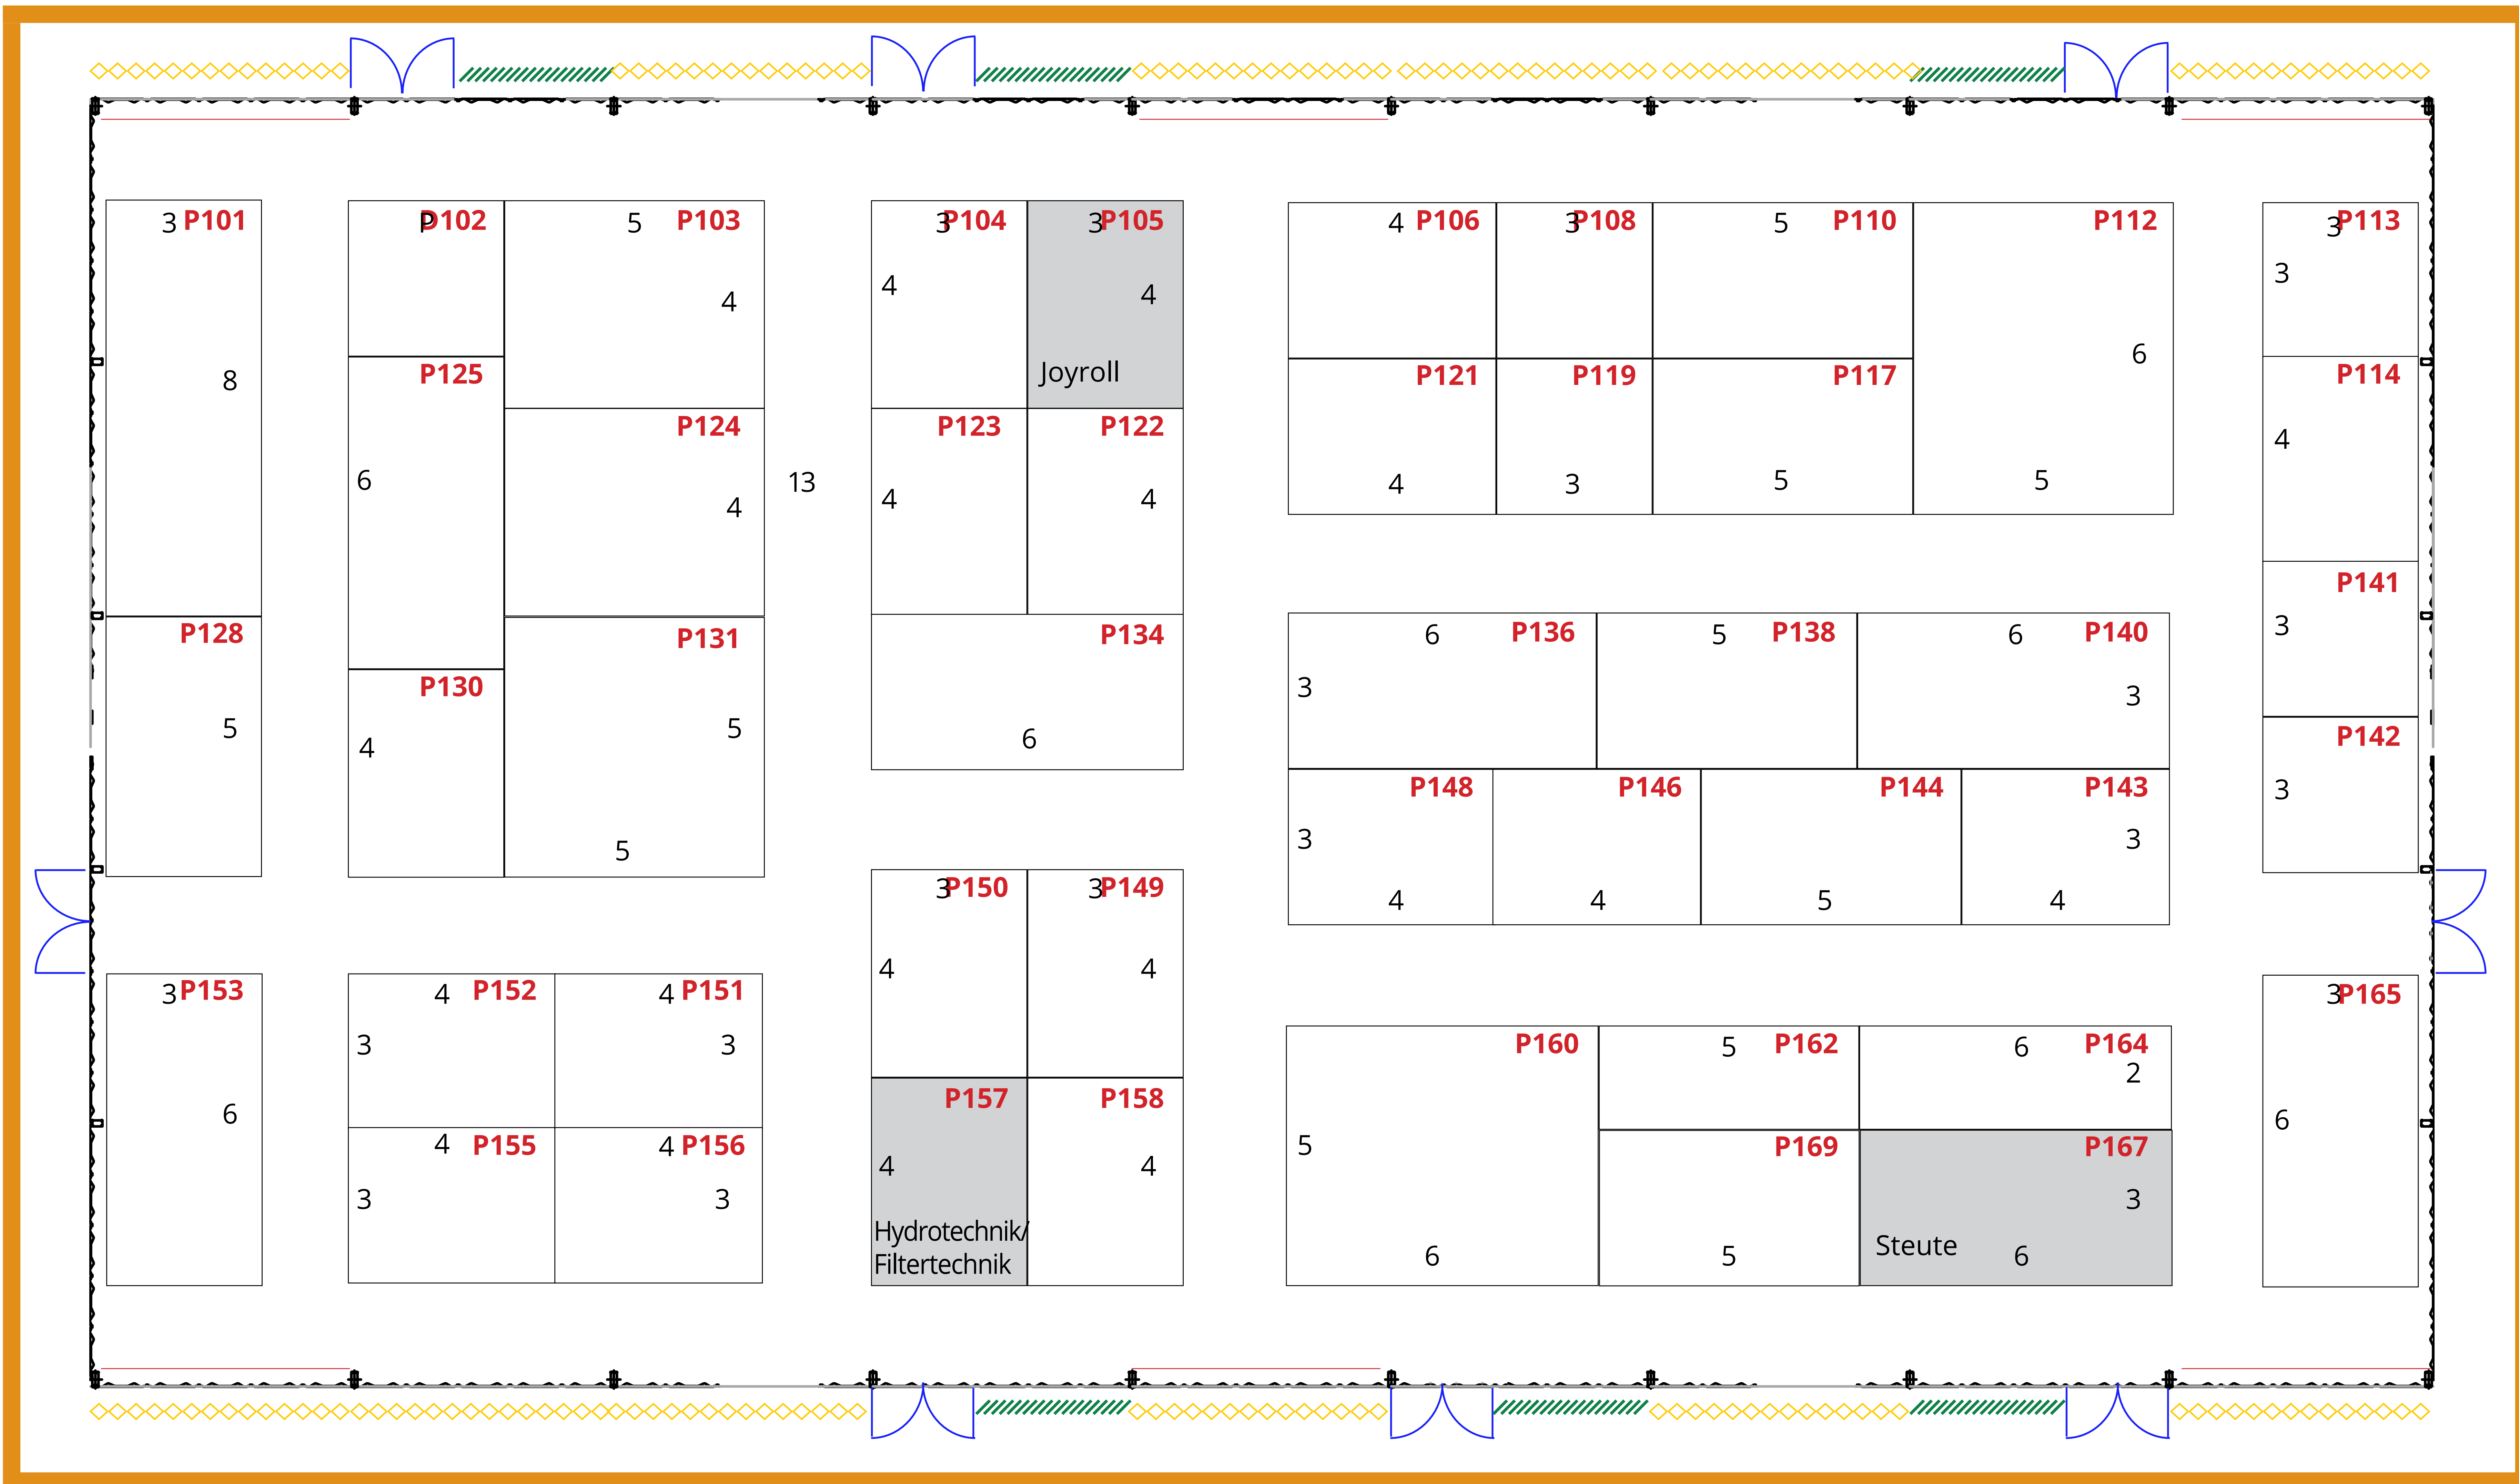 3 P101
P P102
5 P103
3 P104
3 P105
4 P106
3 P108
5 P110
P112
3 P113
8
4
4
4
Joyroll
6
3
P125
6
P124
4
13
P123
4
P122
4
P121
4
P119
3
P117
5
5
P114
4
P128
5
P130
4
P131
5
5
P134
6
6 P136
3
5 P138
6 P140
3
P141
3
P142
3
P148
3
4
P146
4
P144
5
P143
3
4
3 P150
4
3 P149
4
3 P153
6
4 P152
3
4 P151
3
4 P155
3
4 P156
3
P157
4
Hydrotechnik/
Filtertechnik
P158
4
P160
5
6
5 P162
6 P164
2
P169
5
P167
3
Steute
6
3 P165
6